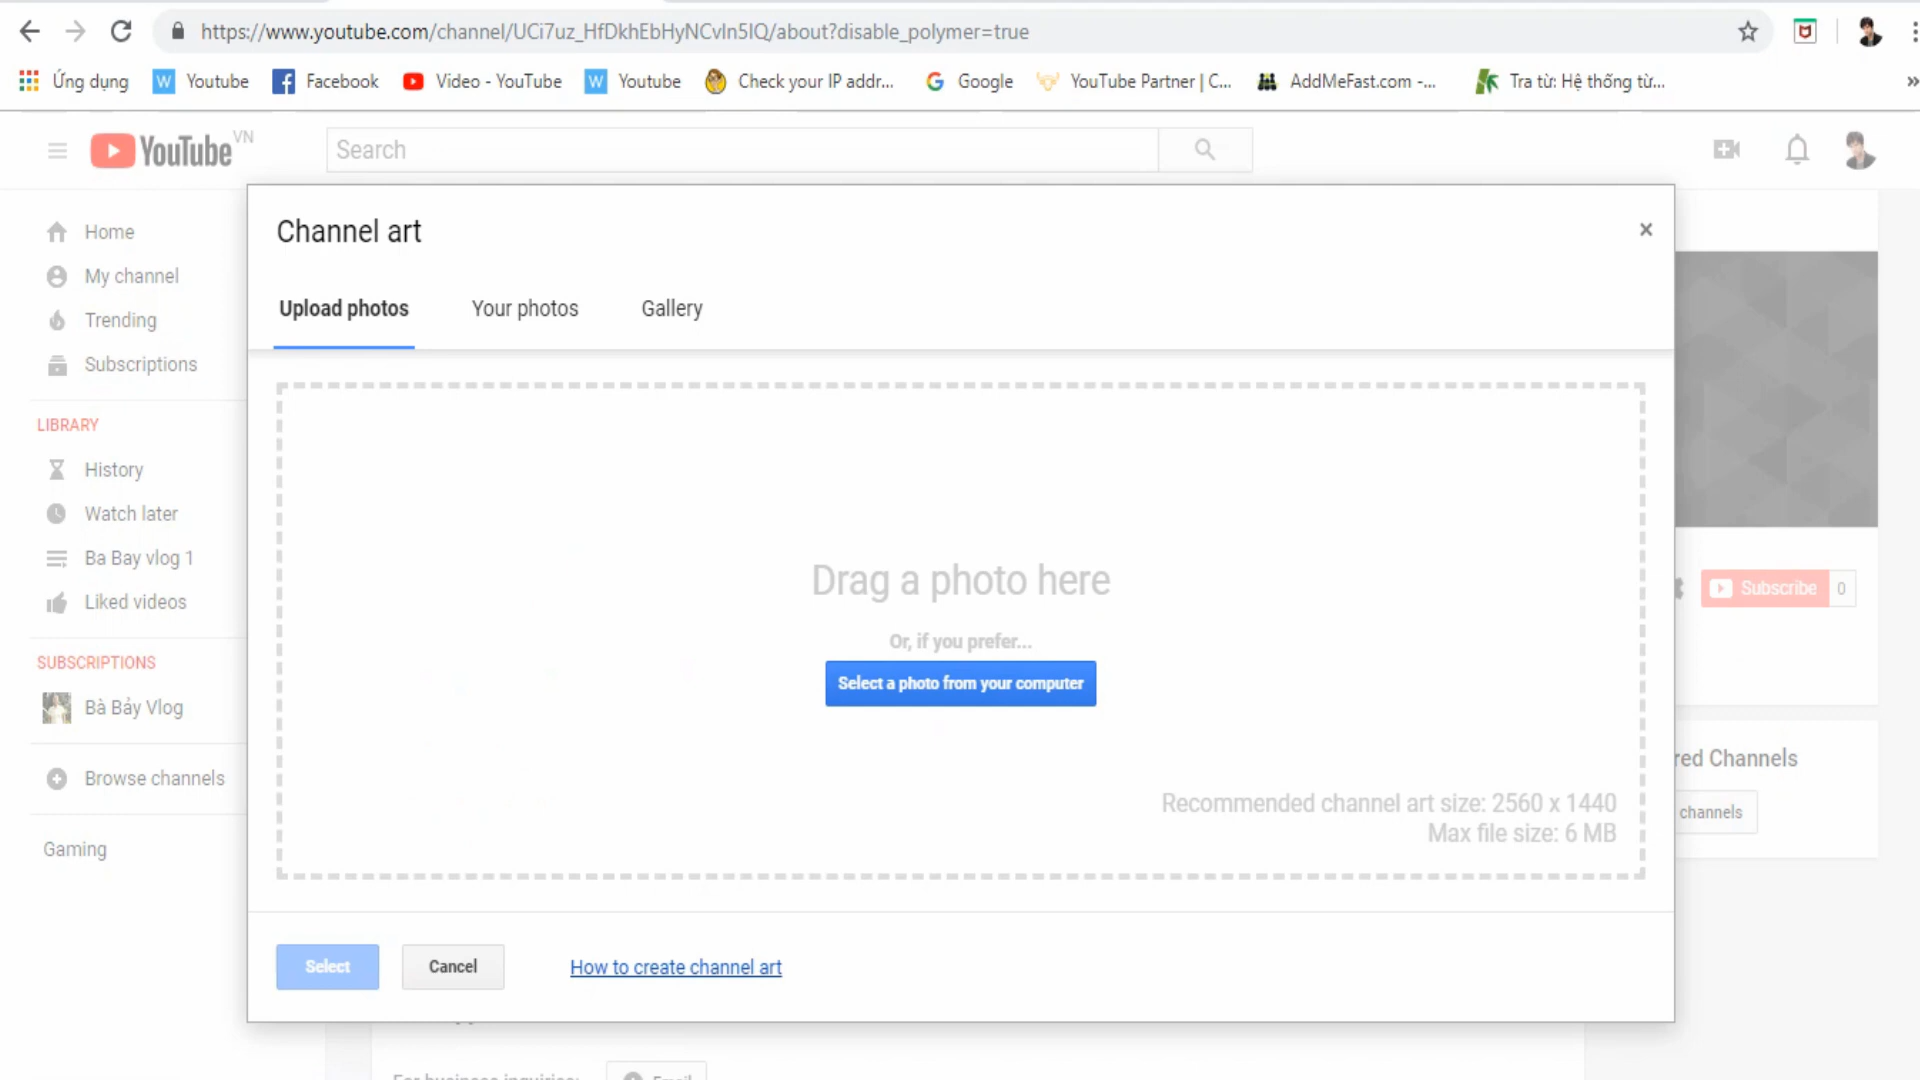 https://www.youtube.com/channel/UCi7uz_HfDkhEbHyNCvIn5IQ/about?disable_polymer=true
Ứng dụng Youtube Facebook Video - YouTube Youtube Check your IP addr... Google YouTube Partner | C... AddMeFast.com -... Tra từ: Hệ thống từ... »
YouTube VN Search
Channel art
Upload photos Your photos Gallery
Home
My channel
Trending
Subscriptions
LIBRARY
History
Watch later
Ba Bay vlog 1
Liked videos
SUBSCRIPTIONS
Bà Bảy Vlog
Browse channels
Gaming
Drag a photo here
Or, if you prefer...
Select a photo from your computer
Recommended channel art size: 2560 x 1440
Max file size: 6 MB
Select Cancel How to create channel art
Subscribe 0
red Channels
channels
For business inquiries: Email